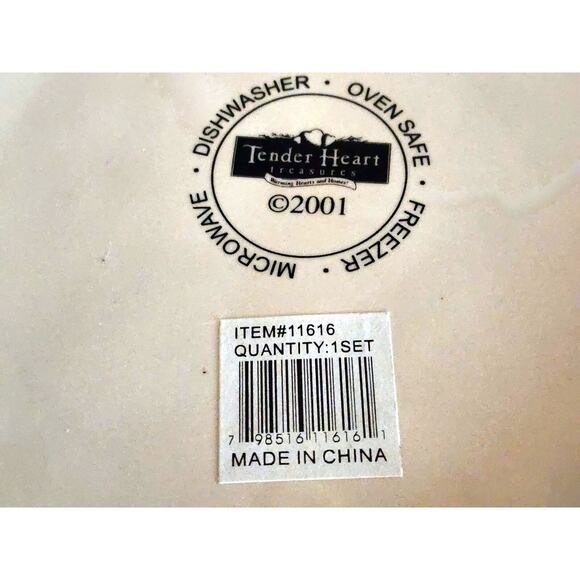 DISHWASHER · OVEN SAFE · FREEZER · MICROWAVE ·
Tender Heart
treasures
Warming Hearts and Homes!
©2001
ITEM#11616
QUANTITY:1SET
7 98516 11616 1
MADE IN CHINA